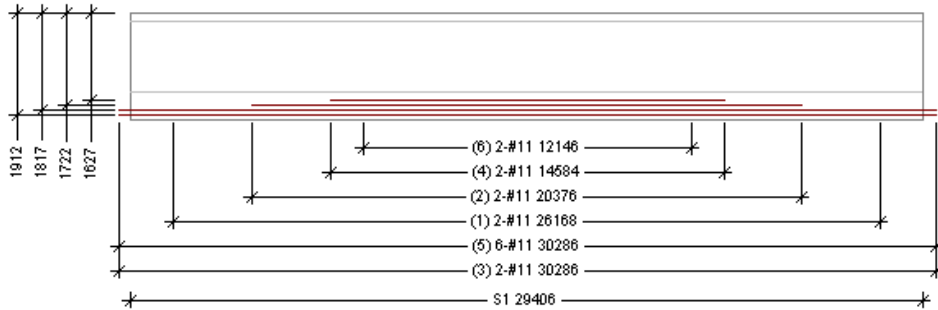 1912
1817
1722
1627
(6) 2-#11 12146
(4) 2-#11 14584
(2) 2-#11 20376
(1) 2-#11 26168
(5) 6-#11 30286
(3) 2-#11 30286
S1 29406